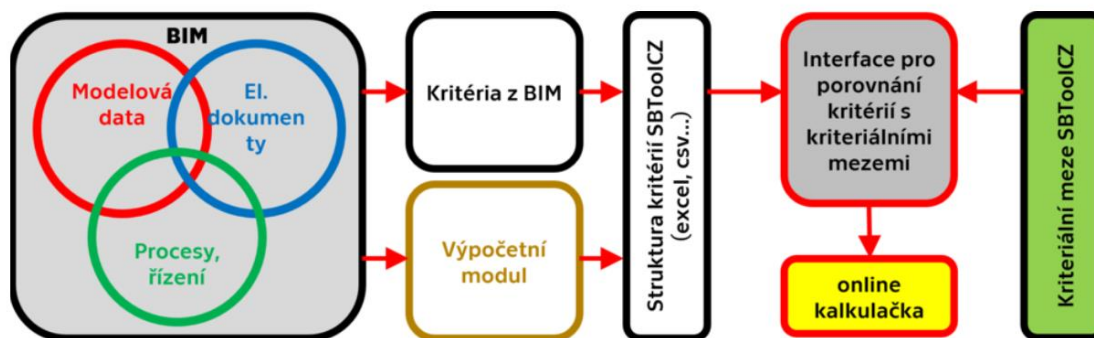 BIM
Modelová
data
El.
dokumen
ty
Procesy,
řízení
Kritéria z BIM
Výpočetní
modul
Struktura kritérií SBToolCZ
(excel, csv...)
Interface pro
porovnání
kritérií s
kriteriálními
mezemi
online
kalkulačka
Kriteriální meze SBToolCZ